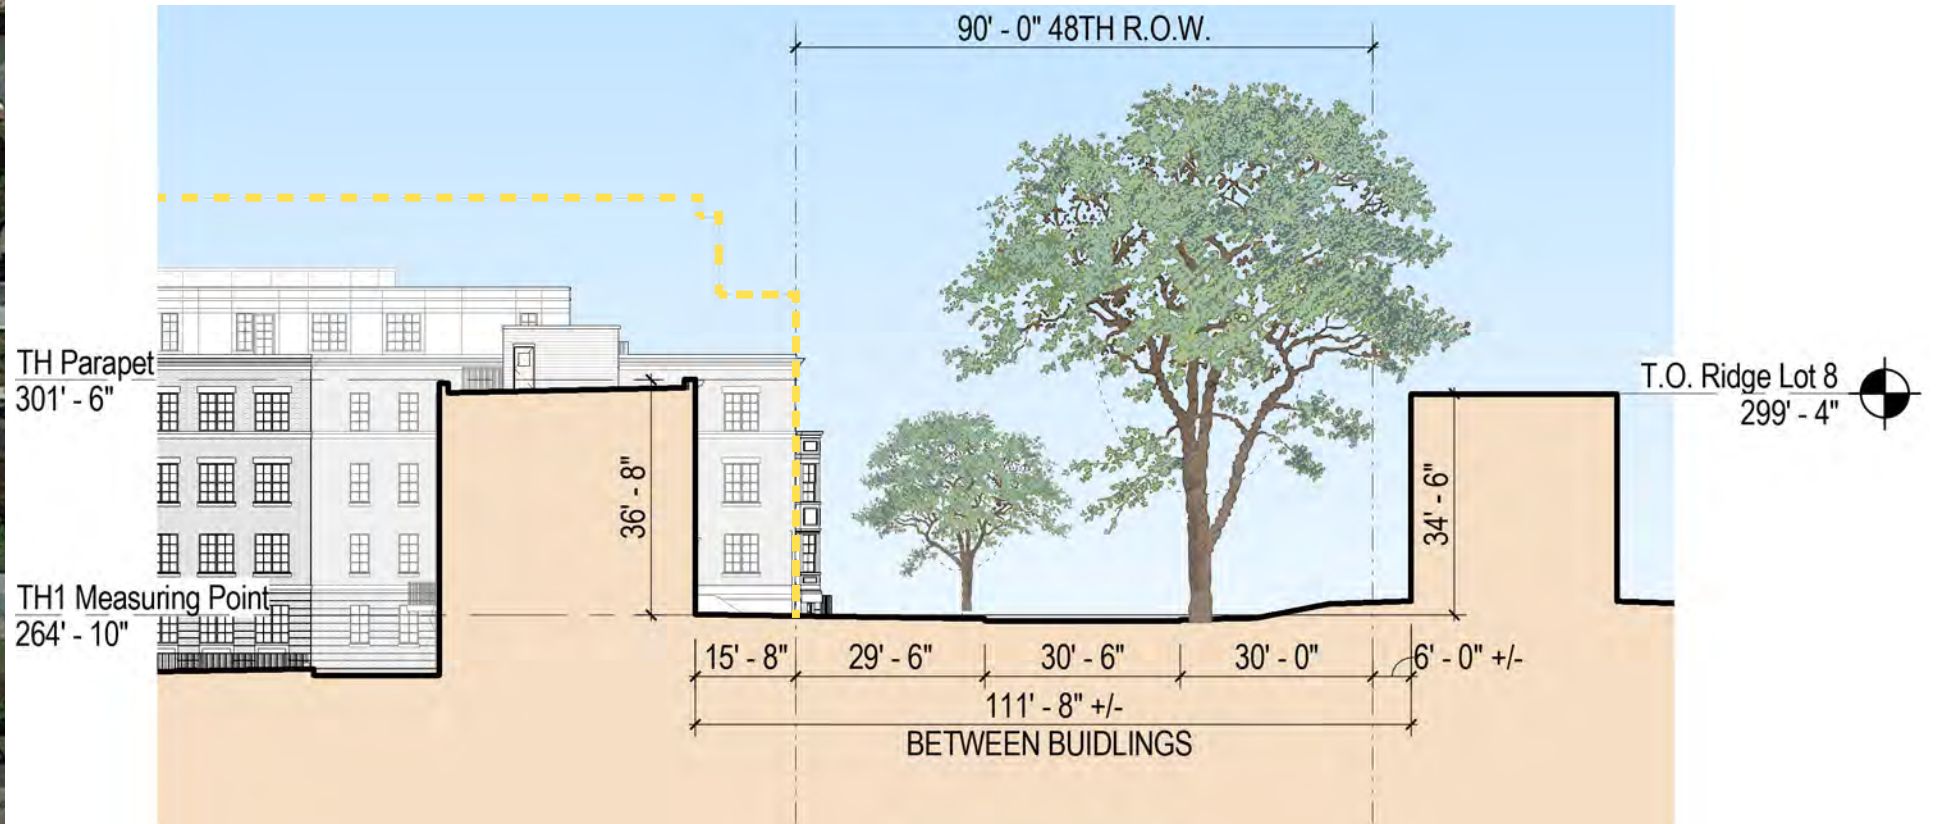 90' - 0" 48TH R.O.W.
TH Parapet
301' - 6"
T.O. Ridge Lot 8
299' - 4"
36' - 8"
34' - 6"
TH1 Measuring Point
264' - 10"
15' - 8"
29' - 6"
30' - 6"
30' - 0"
6' - 0" +/-
111' - 8" +/-
BETWEEN BUIDLINGS